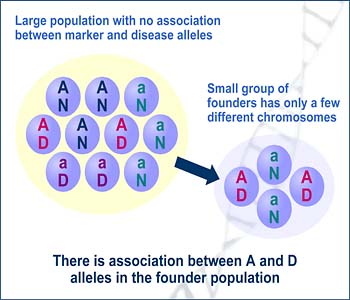 Large population with no association
between marker and disease alleles
Small group of
founders has only a few
different chromosomes
A A a
N N N
A A A a
D N D N
a a a
D D N
a
N
A A
D D
a
N
There is association between A and D
alleles in the founder population